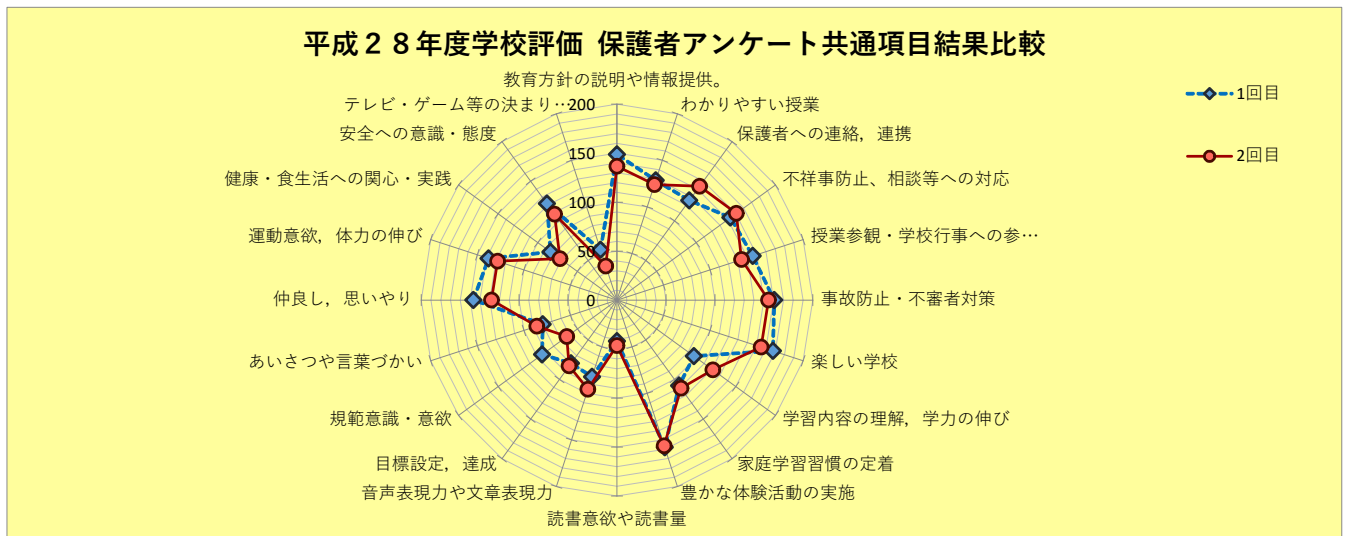 平成２８年度学校評価 保護者アンケート共通項目結果比較
教育方針の説明や情報提供。
わかりやすい授業
保護者への連絡，連携
不祥事防止、相談等への対応
授業参観・学校行事への参…
事故防止・不審者対策
楽しい学校
学習内容の理解，学力の伸び
家庭学習習慣の定着
豊かな体験活動の実施
読書意欲や読書量
音声表現力や文章表現力
目標設定，達成
規範意識・意欲
あいさつや言葉づかい
仲良し，思いやり
運動意欲，体力の伸び
健康・食生活への関心・実践
安全への意識・態度
テレビ・ゲーム等の決まり…
200
150
100
50
0
1回目
2回目